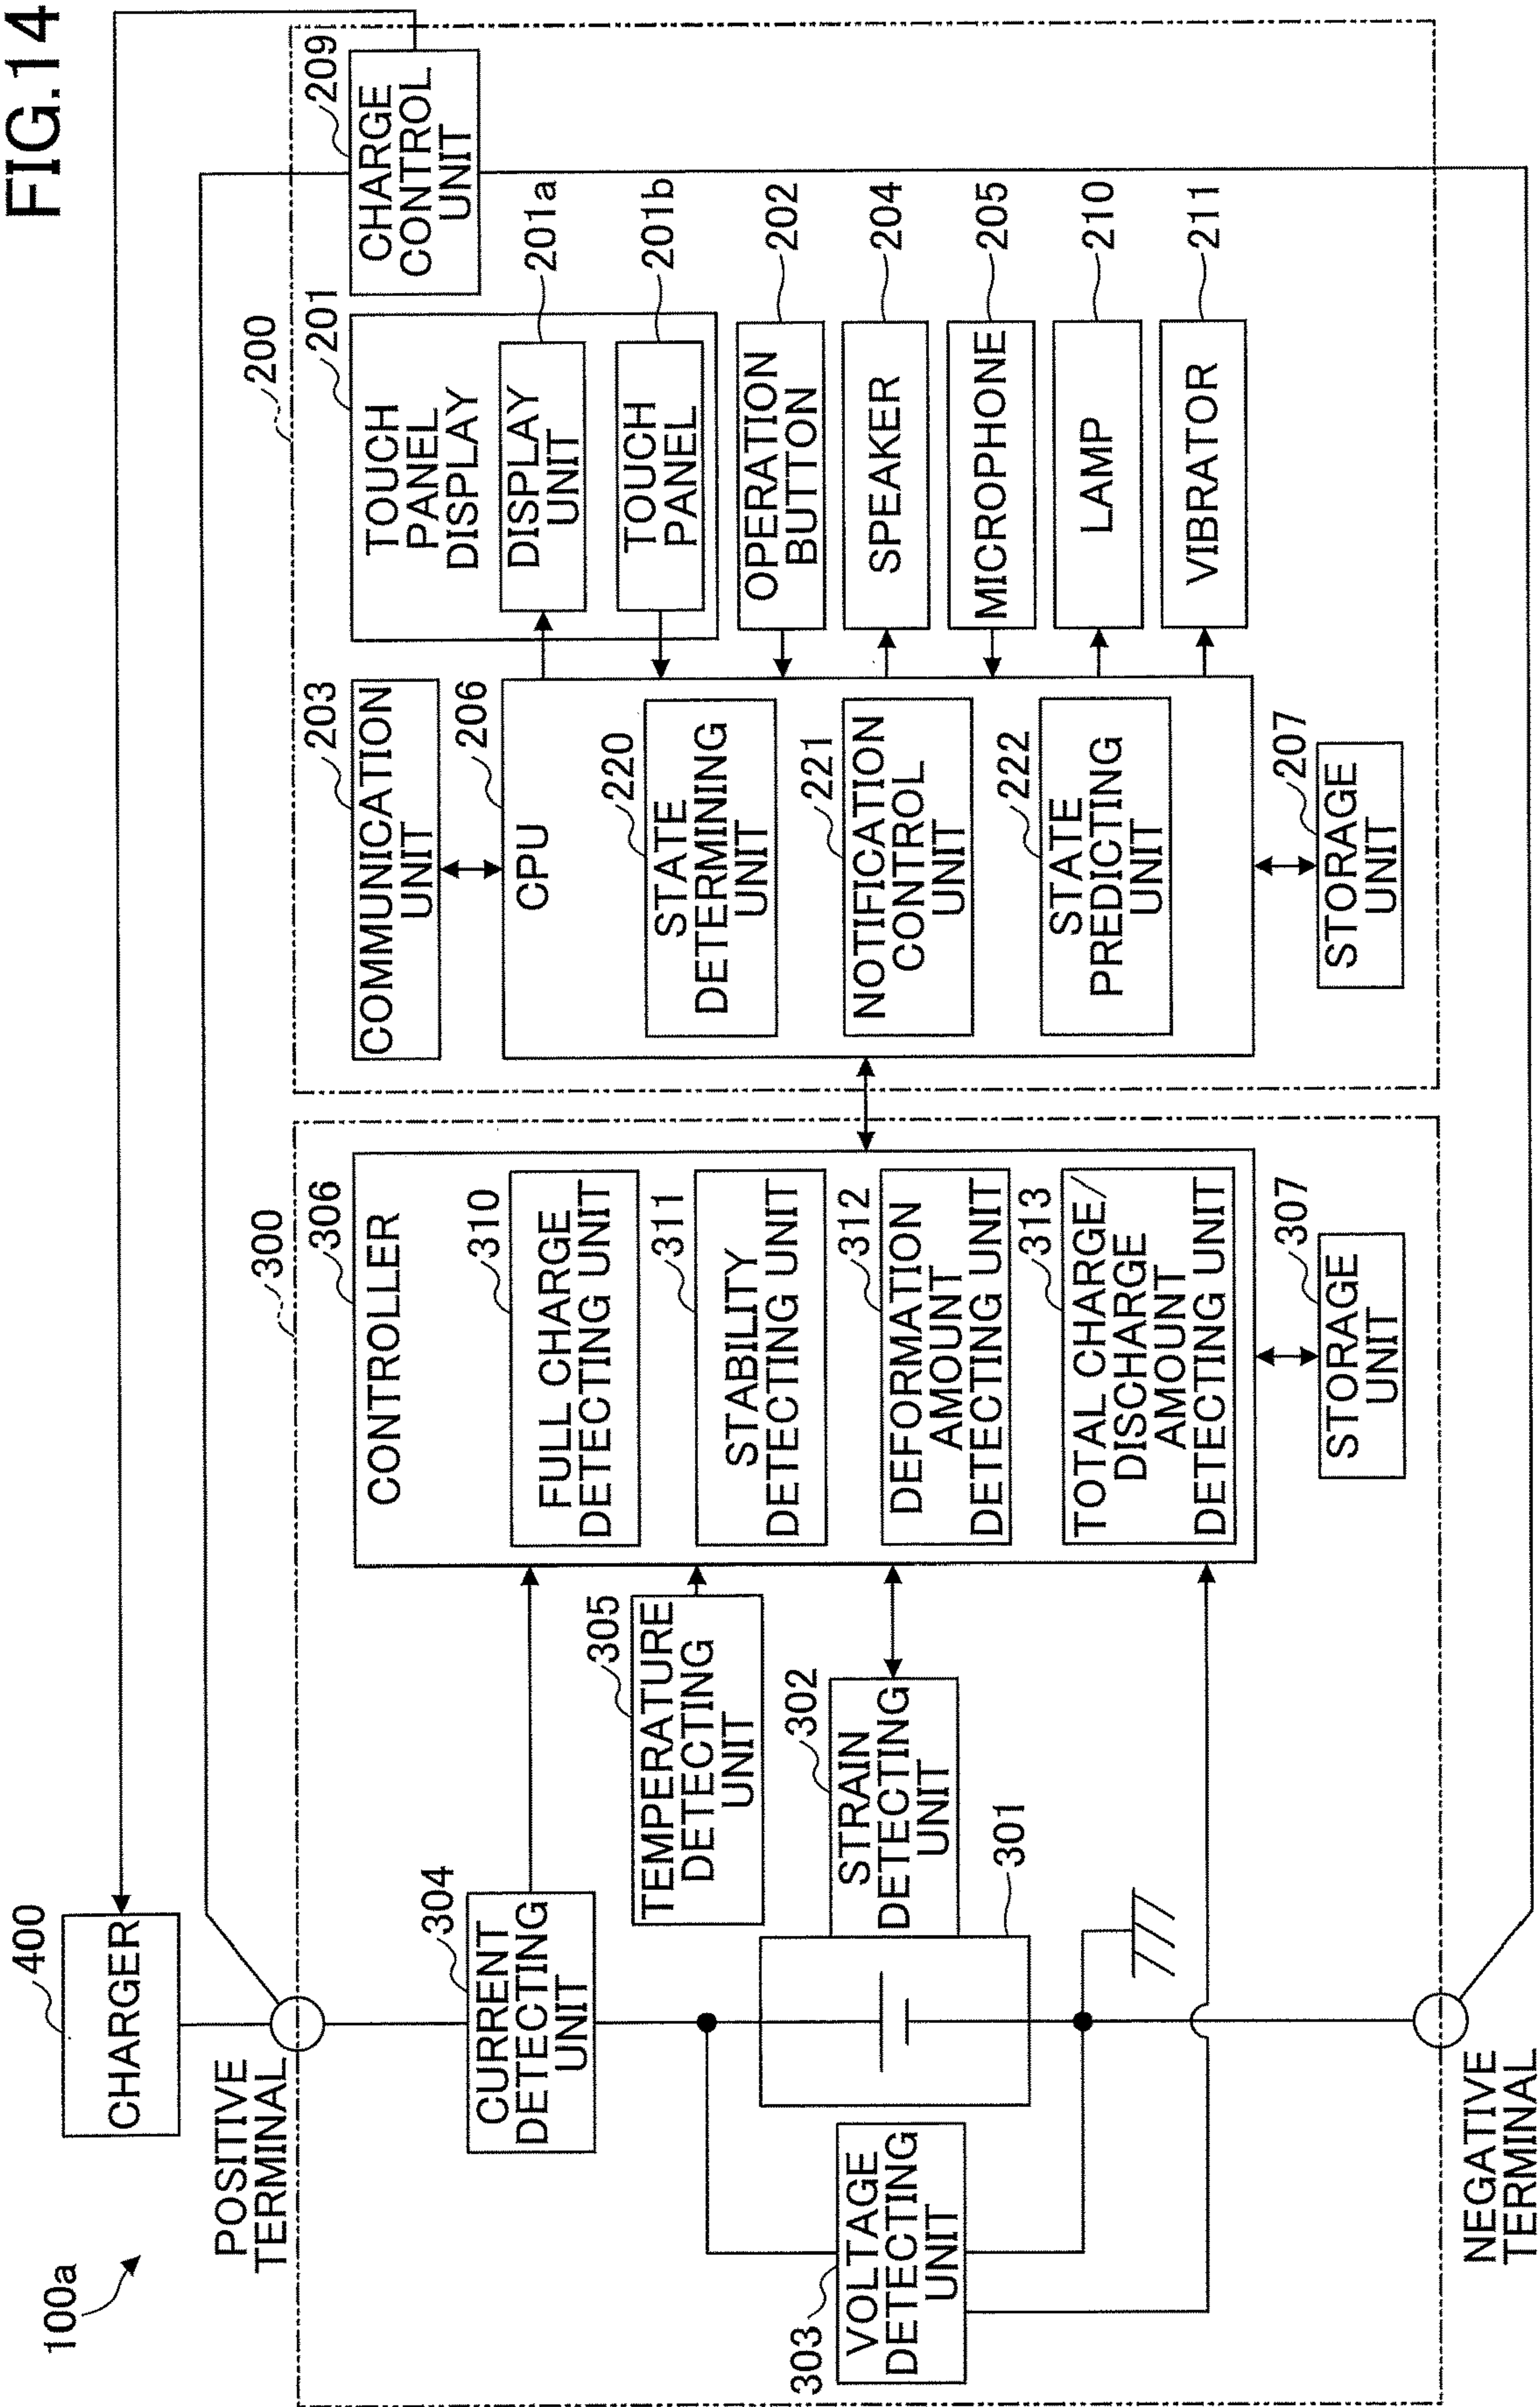 FIG.14
100a
400
CHARGER
POSITIVE
TERMINAL
300
304
CURRENT
DETECTING
UNIT
305
TEMPERATURE
DETECTING
UNIT
302
STRAIN
DETECTING
UNIT
301
303
VOLTAGE
DETECTING
UNIT
NEGATIVE
TERMINAL
306
CONTROLLER
310
FULL CHARGE
DETECTING UNIT
311
STABILITY
DETECTING UNIT
312
DEFORMATION
AMOUNT
DETECTING UNIT
313
TOTAL CHARGE/
DISCHARGE
AMOUNT
DETECTING UNIT
307
STORAGE
UNIT
200
203
COMMUNICATION
UNIT
206
CPU
220
STATE
DETERMINING
UNIT
221
NOTIFICATION
CONTROL
UNIT
222
STATE
PREDICTING
UNIT
207
STORAGE
UNIT
201
TOUCH
PANEL
DISPLAY
201a
DISPLAY
UNIT
201b
TOUCH
PANEL
202
OPERATION
BUTTON
204
SPEAKER
205
MICROPHONE
210
LAMP
211
VIBRATOR
209
CHARGE
CONTROL
UNIT